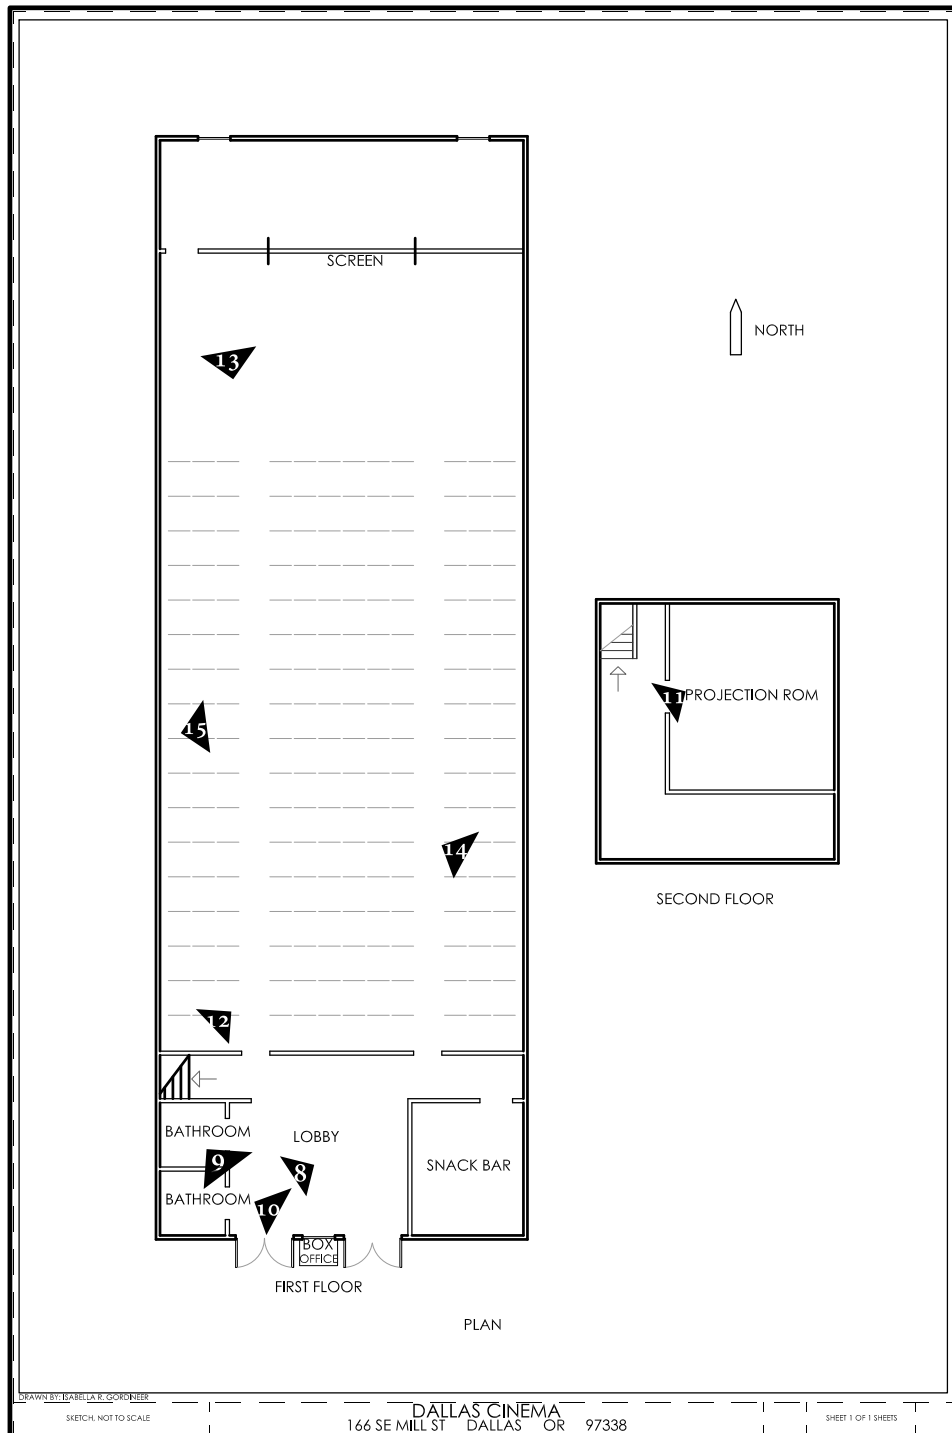 SCREEN
NORTH
13
15
11
PROJECTION ROM
14
SECOND FLOOR
12
BATHROOM
LOBBY
9
8
SNACK BAR
BATHROOM
10
BOX
OFFICE
FIRST FLOOR
PLAN
DRAWN BY: ISABELLA R. GORDINEER
SKETCH, NOT TO SCALE
DALLAS CINEMA
166 SE MILL ST DALLAS OR 97338
SHEET 1 OF 1 SHEETS